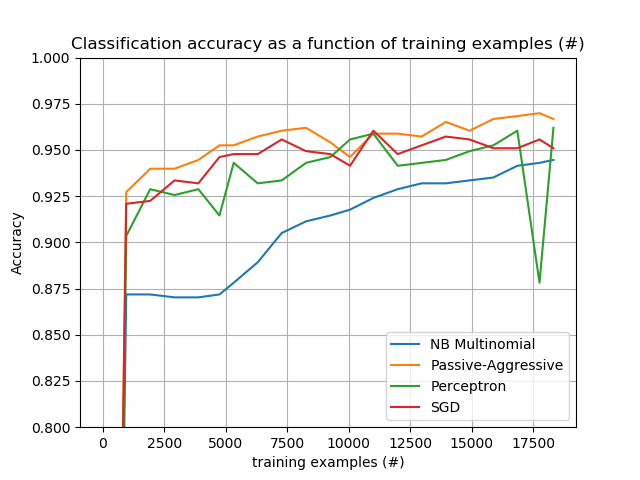 Classification accuracy as a function of training examples (#)
1.000
0.975
0.950
0.925
0.900
0.875
0.850
0.825
0.800
Accuracy
NB Multinomial
Passive-Aggressive
Perceptron
SGD
0 2500 5000 7500 10000 12500 15000 17500
training examples (#)